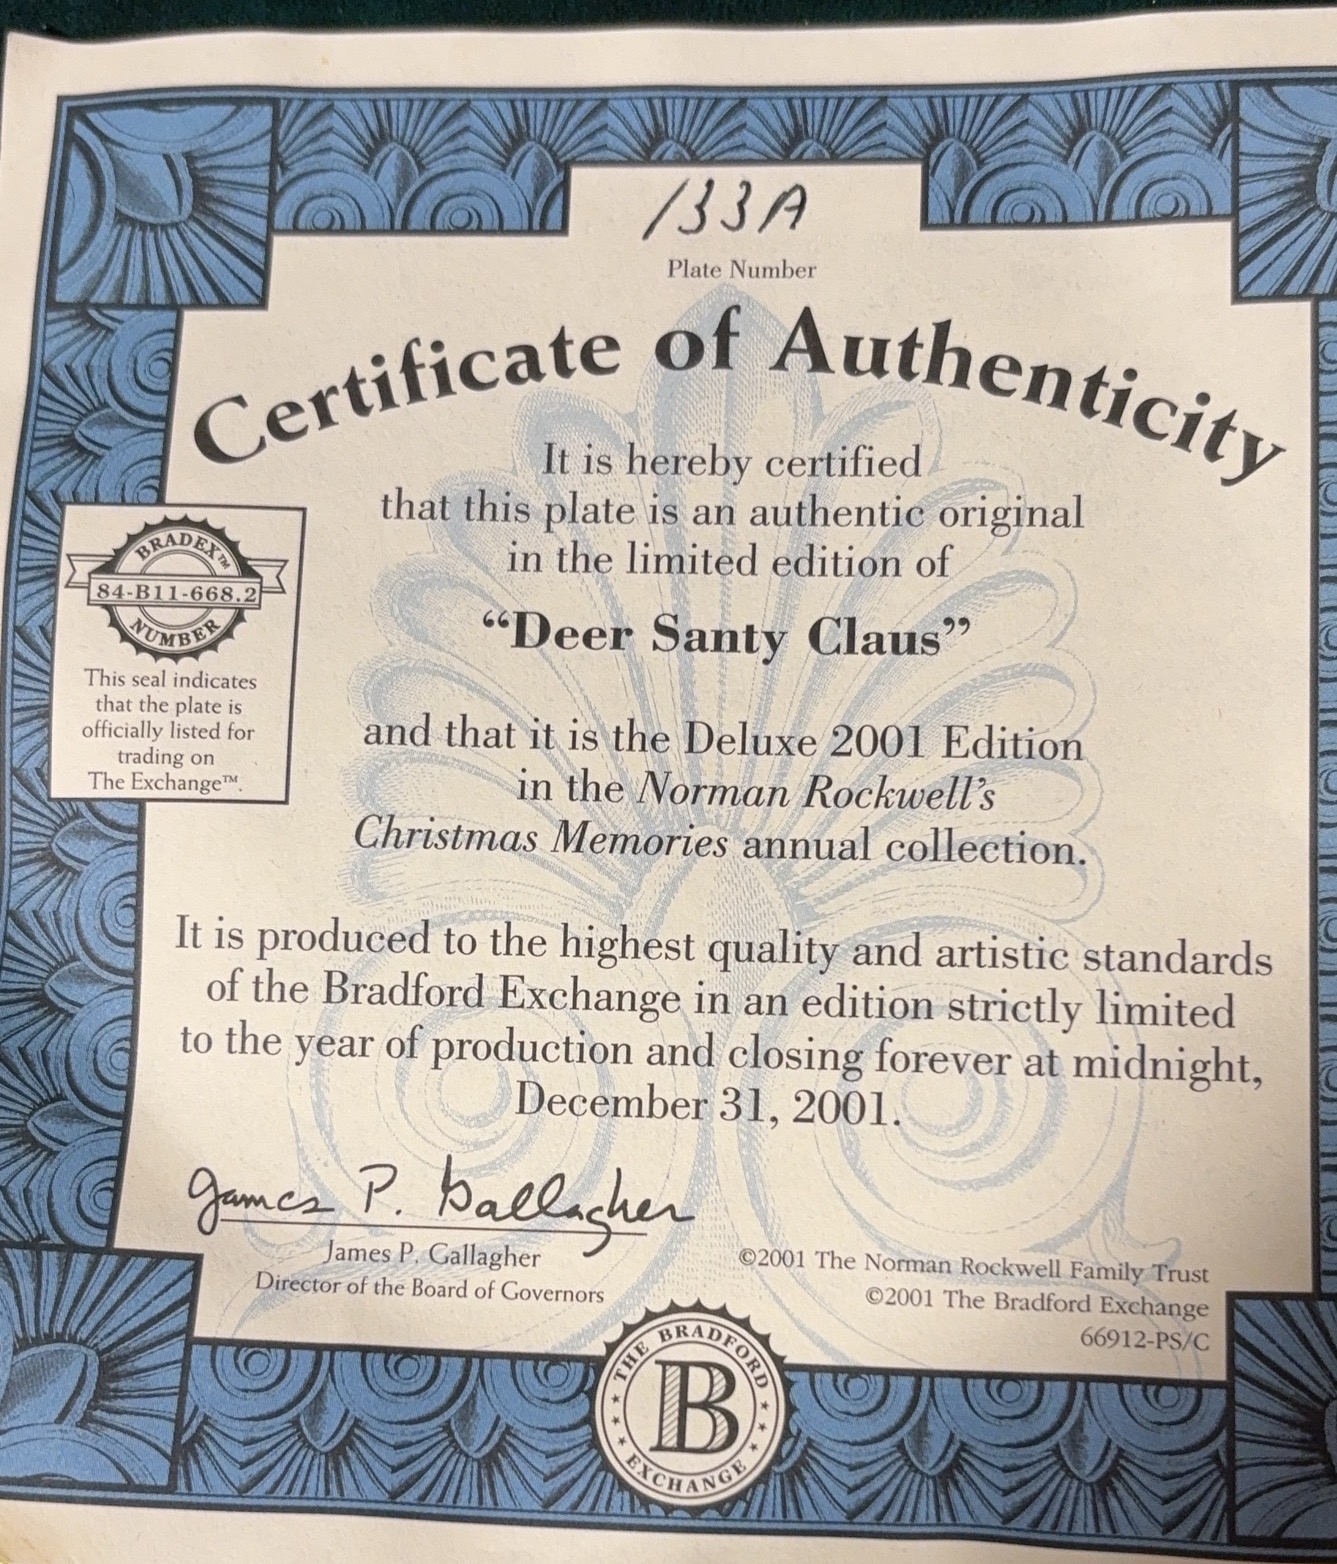 133A
Plate Number
Certificate of Authenticity
It is hereby certified
that this plate is an authentic original
in the limited edition of
“Deer Santy Claus”
and that it is the Deluxe 2001 Edition
in the Norman Rockwell’s
Christmas Memories annual collection.
BRADEX™
84-B11-668.2
NUMBER
This seal indicates
that the plate is
officially listed for
trading on
The Exchange™.
It is produced to the highest quality and artistic standards
of the Bradford Exchange in an edition strictly limited
to the year of production and closing forever at midnight,
December 31, 2001.
James P. Gallagher
James P. Gallagher
Director of the Board of Governors
©2001 The Norman Rockwell Family Trust
©2001 The Bradford Exchange
66912-PS/C
THE BRADFORD
B
EXCHANGE